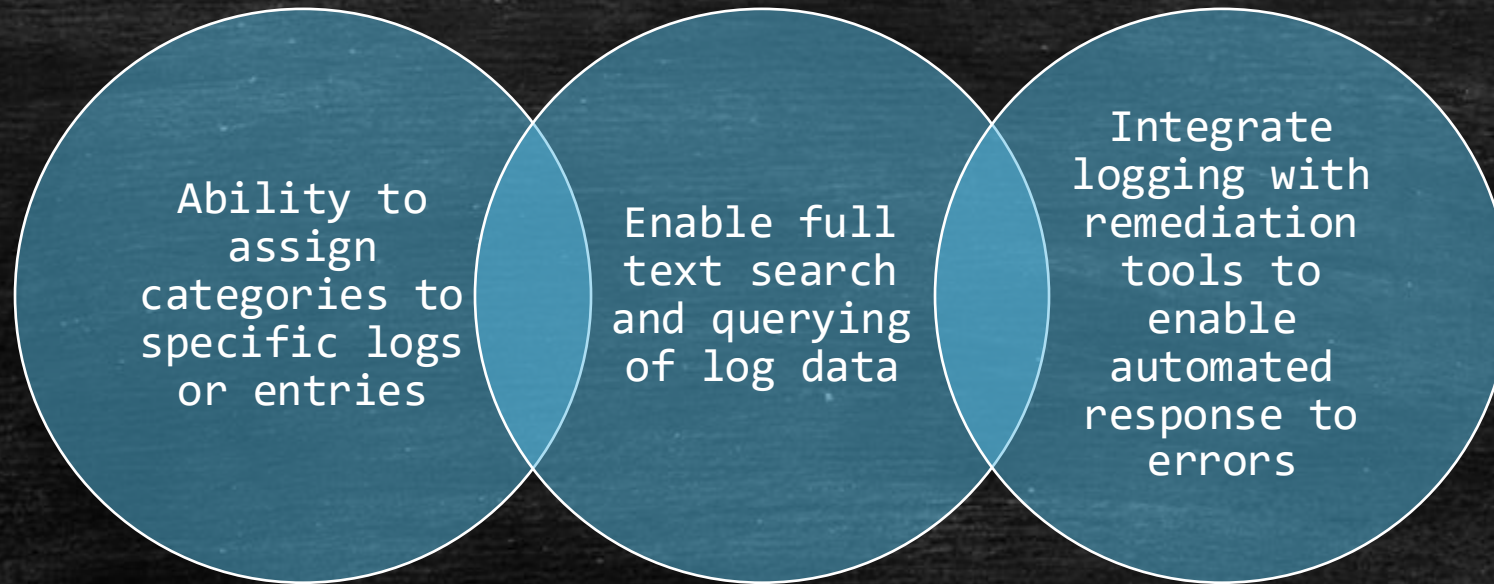 Ability to
assign
categories to
specific logs
or entries
Enable full
text search
and querying
of log data
Integrate
logging with
remediation
tools to
enable
automated
response to
errors